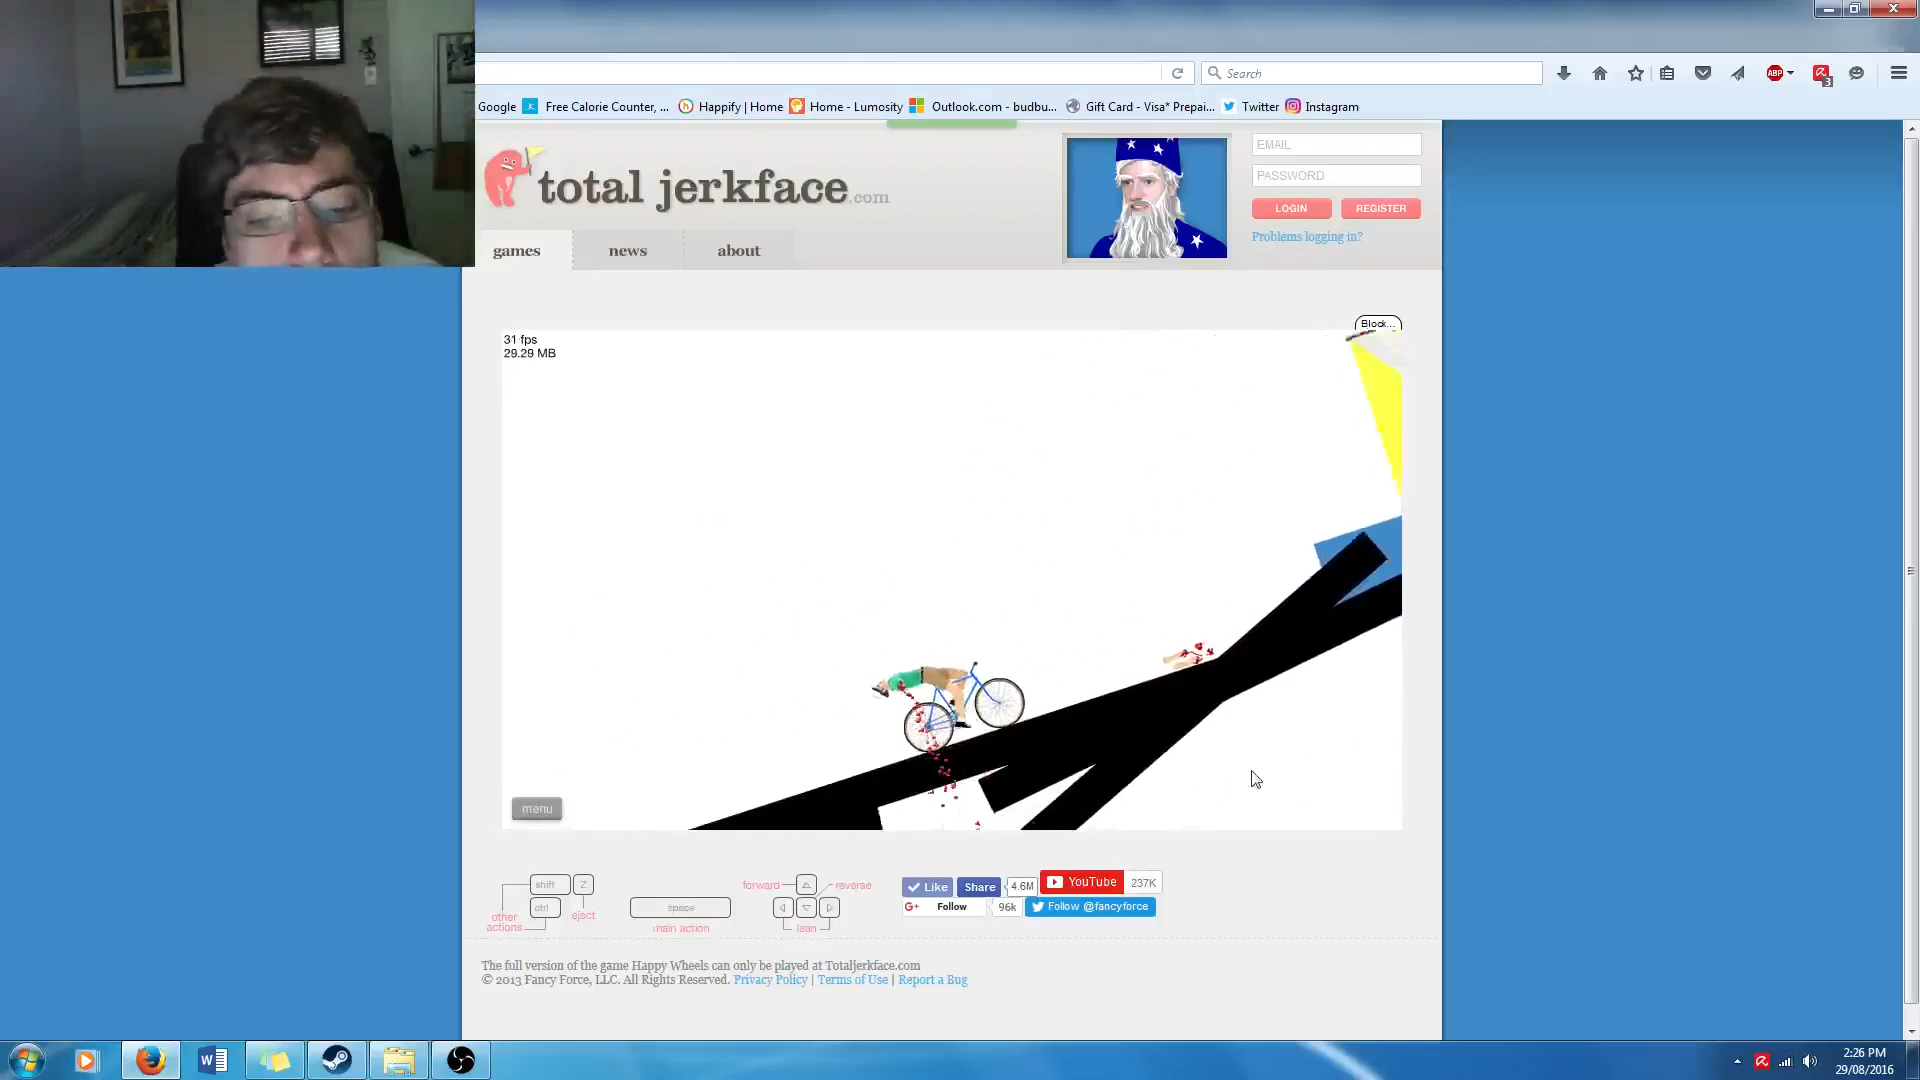 Search
ABP
3
Google
Free Calorie Counter, ...
Happify | Home
Home - Lumosity
Outlook.com - budbu...
Gift Card - Visa* Prepai...
Twitter
Instagram
total jerkface.com
EMAIL
PASSWORD
LOGIN
REGISTER
Problems logging in?
games
news
about
Block...
31 fps
29.29 MB
menu
shift
Z
ctrl
other
actions
eject
space
main action
forward
reverse
lean
Like
Share
4.6M
YouTube
237K
G+
Follow
96k
Follow @fancyforce
The full version of the game Happy Wheels can only be played at Totaljerkface.com
© 2013 Fancy Force, LLC. All Rights Reserved. Privacy Policy | Terms of Use | Report a Bug
2:26 PM
29/08/2016